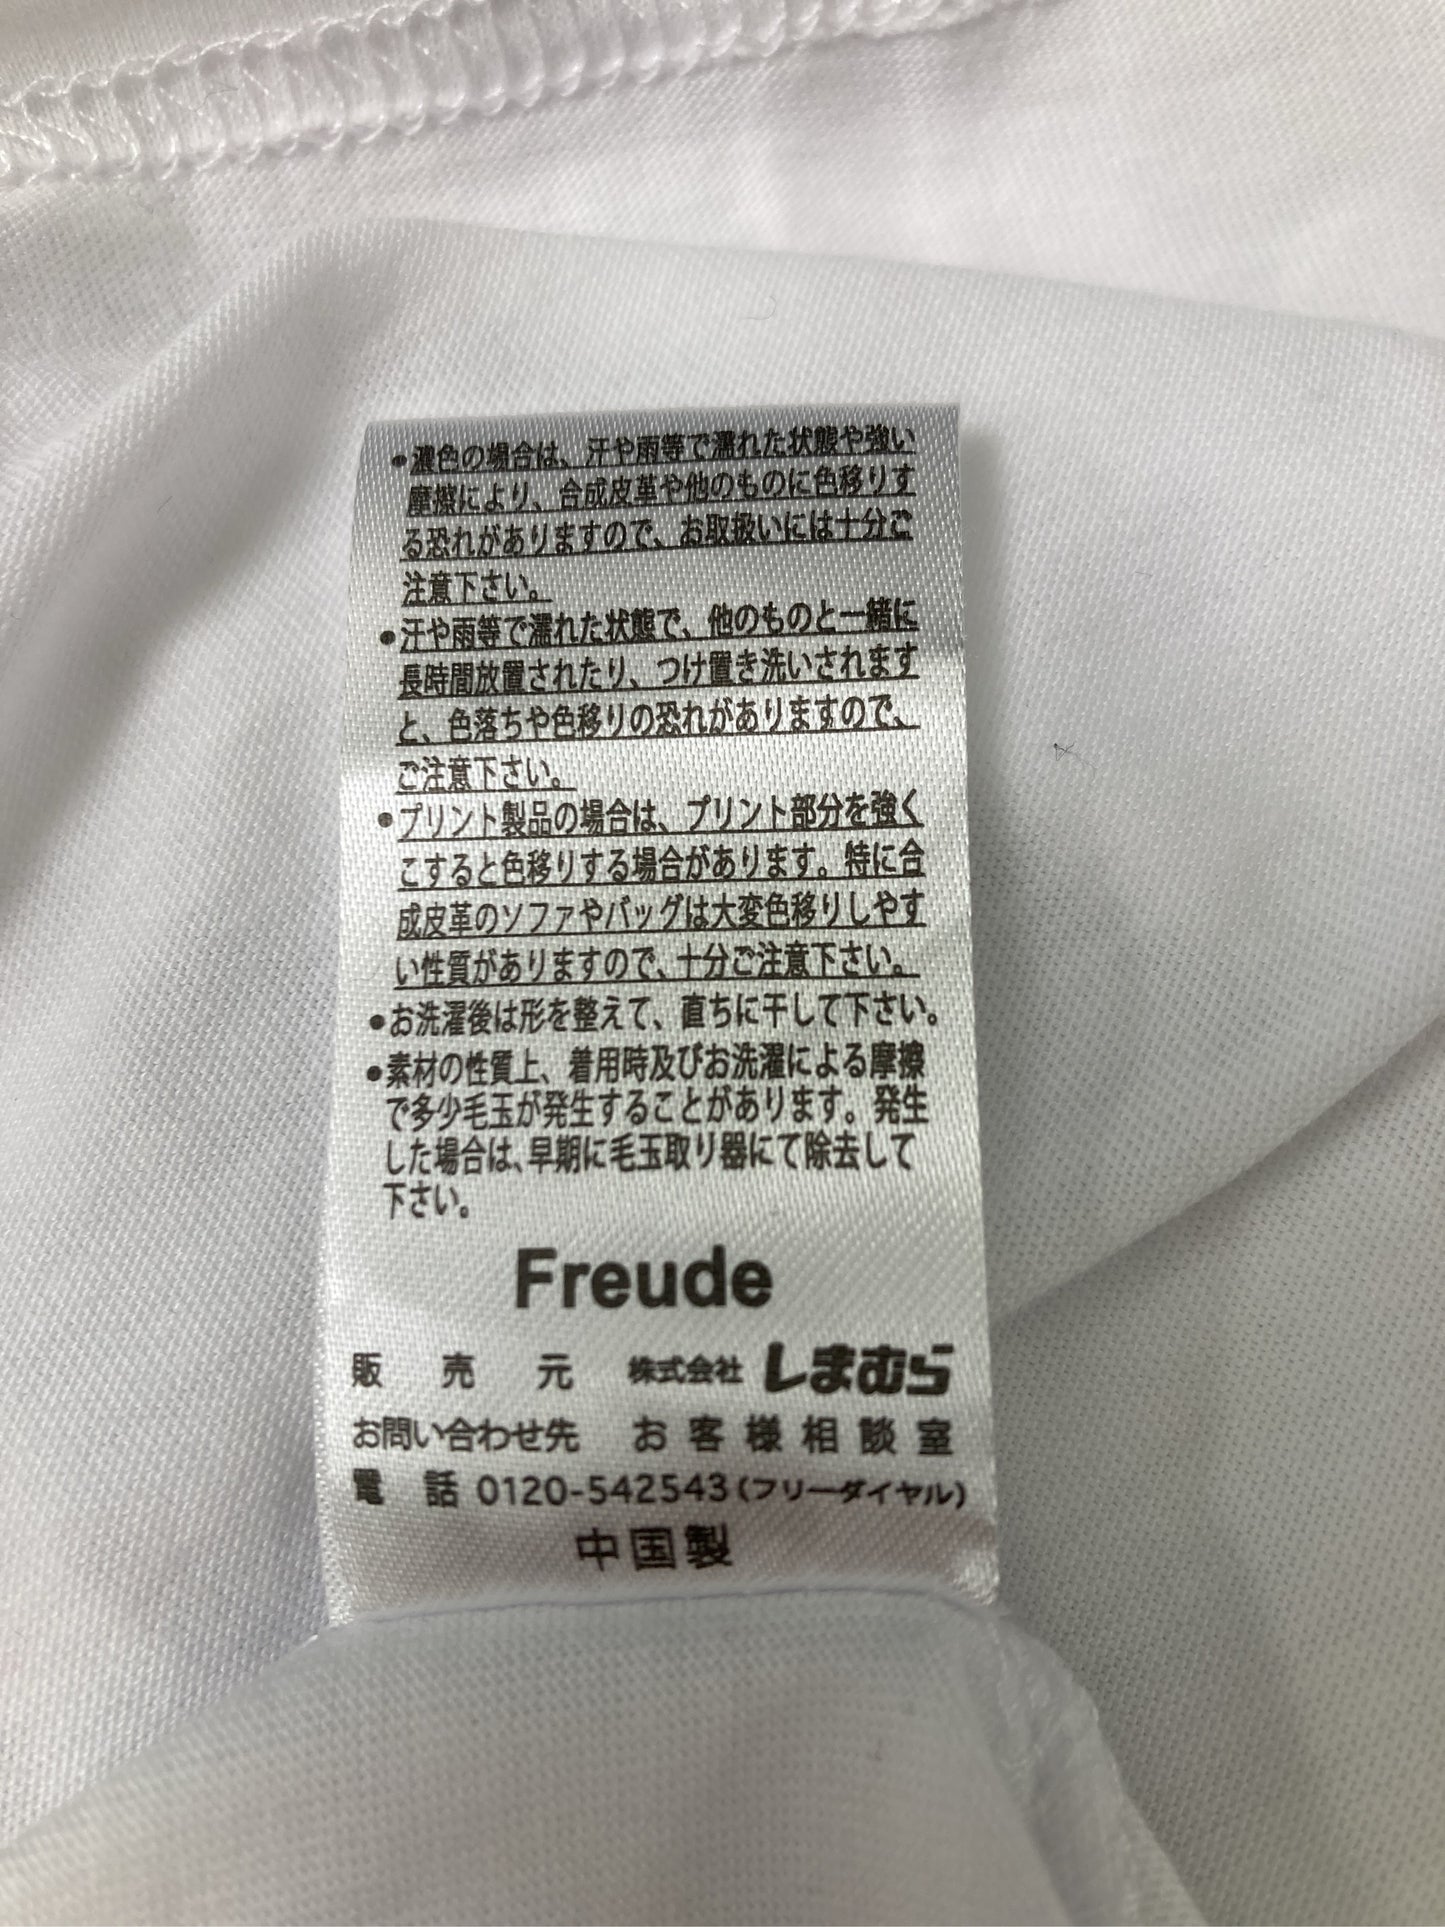 ●濃色の場合は、汗や雨等で濡れた状態や強い
摩擦により、合成皮革や他のものに色移りす
る恐れがありますので、お取扱いには十分ご
注意下さい。
●汗や雨等で濡れた状態で、他のものと一緒に
長時間放置されたり、つけ置き洗いされます
と、色落ちや色移りの恐れがありますので、
ご注意下さい。
●プリント製品の場合は、プリント部分を強く
こすると色移りする場合があります。特に合
成皮革のソファやバッグは大変色移りしやす
い性質がありますので、十分ご注意下さい。
●お洗濯後は形を整えて、直ちに干して下さい。
●素材の性質上、着用時及びお洗濯による摩擦
で多少毛玉が発生することがあります。発生
した場合は、早期に毛玉取り器にて除去して
下さい。
Freude
販売元 株式会社 しまむら
お問い合わせ先 お客様相談室
電話 0120-542543(フリーダイヤル)
中国製